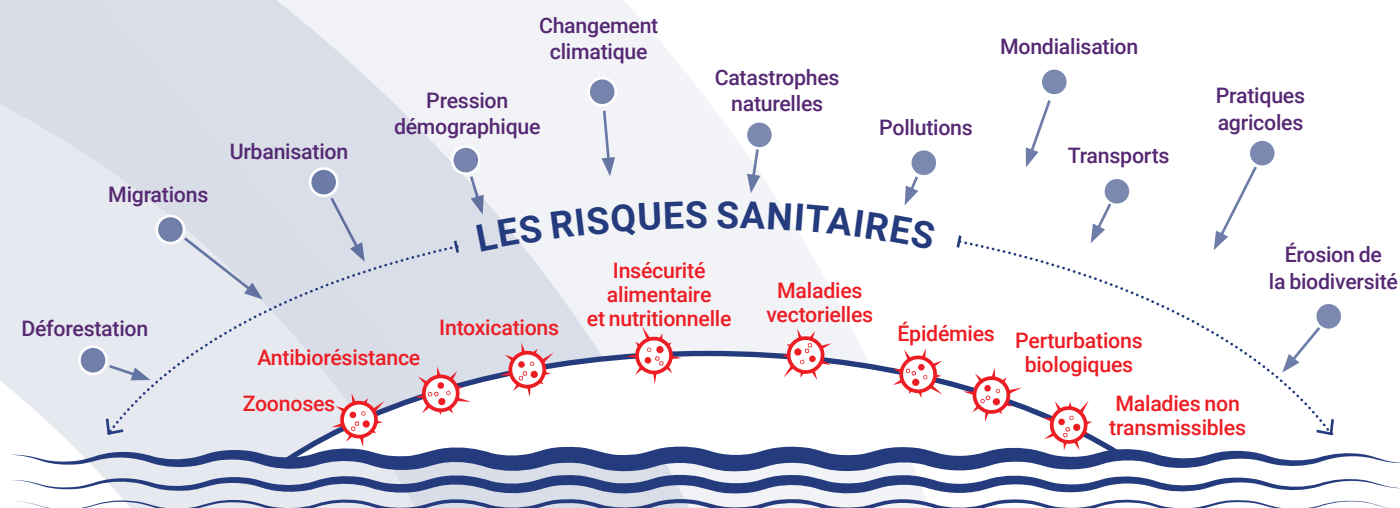 Changement
climatique
Mondialisation
Catastrophes
naturelles
Pression
démographique
Pratiques
agricoles
Pollutions
Urbanisation
Transports
Migrations
LES RISQUES SANITAIRES
Érosion de
la biodiversité
Déforestation
Insécurité
alimentaire
et nutritionnelle
Maladies
vectorielles
Intoxications
Épidémies
Perturbations
biologiques
Antibiorésistance
Zoonoses
Maladies non
transmissibles